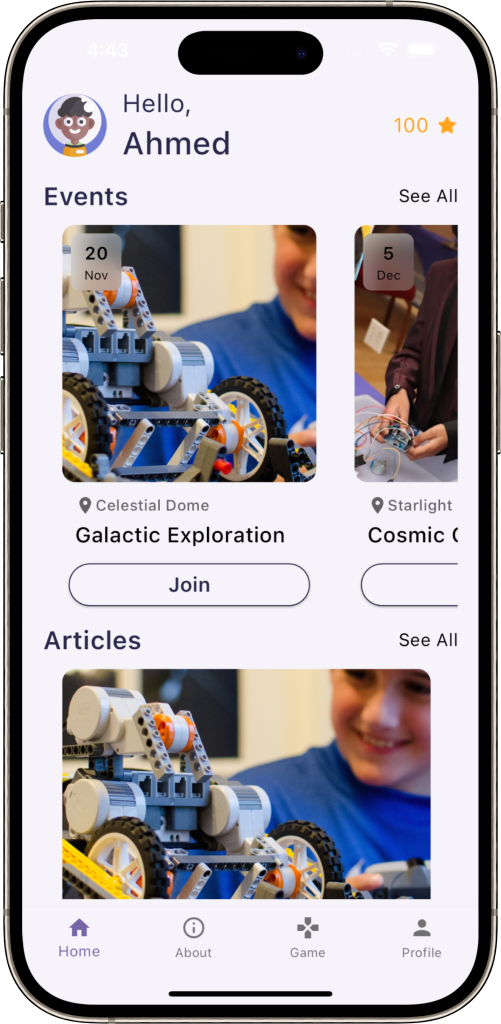 4:43
Hello,
Ahmed
100
Events
See All
20
Nov
5
Dec
Celestial Dome
Starlight
Galactic Exploration
Cosmic
Join
Articles
See All
Home
About
Game
Profile